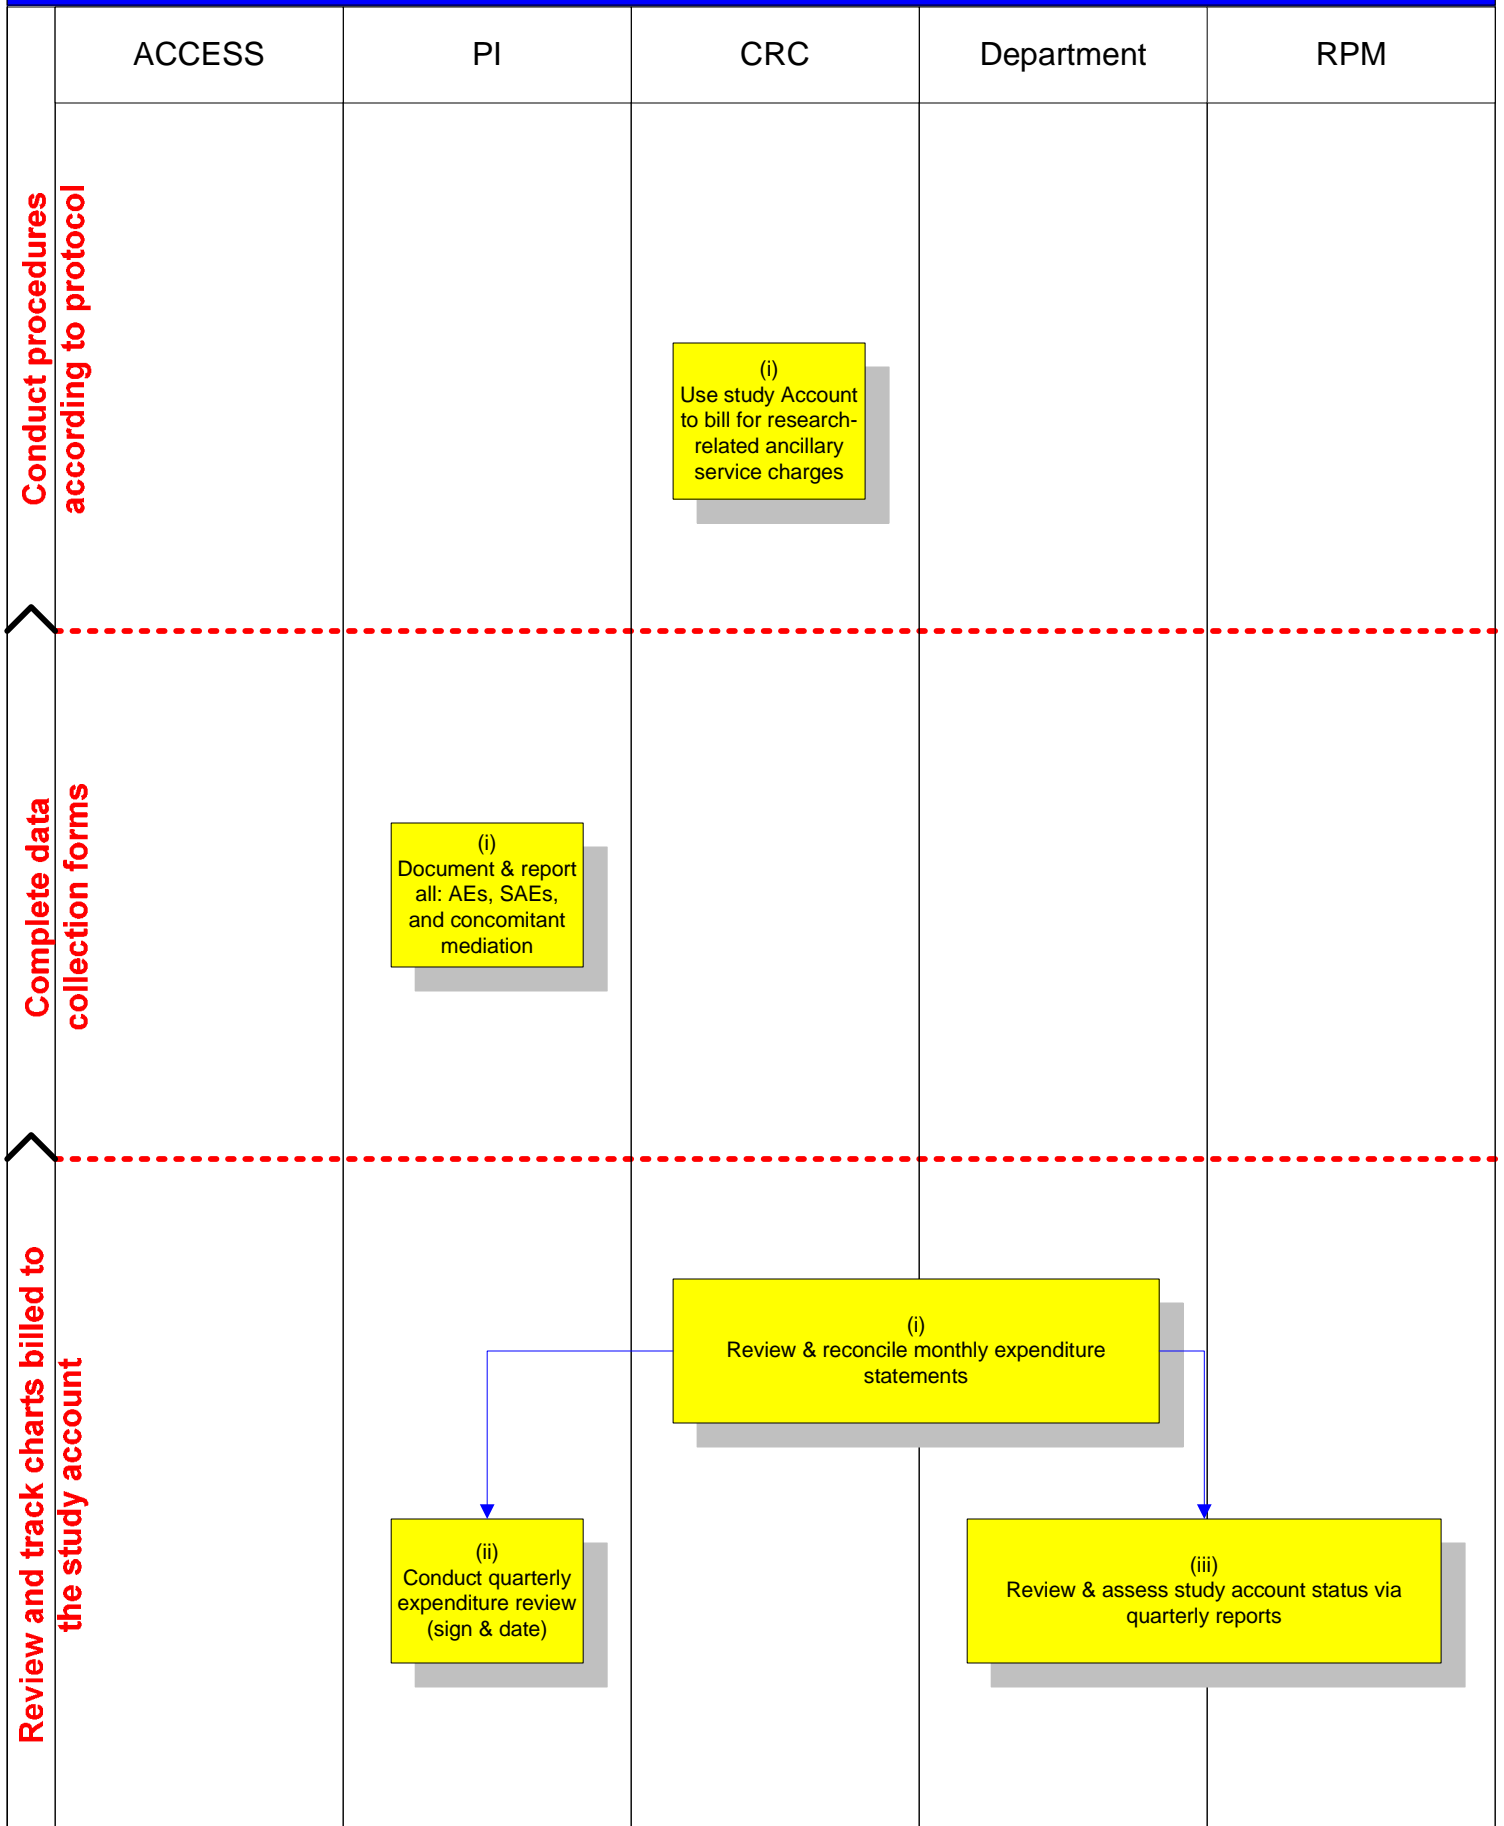 ACCESS
PI
CRC
Department
RPM
Conduct procedures
according to protocol
(i)
Use study Account
to bill for research-
related ancillary
service charges
Complete data
collection forms
(i)
Document & report
all: AEs, SAEs,
and concomitant
mediation
Review and track charts billed to
the study account
(i)
Review & reconcile monthly expenditure
statements
(ii)
Conduct quarterly
expenditure review
(sign & date)
(iii)
Review & assess study account status via
quarterly reports